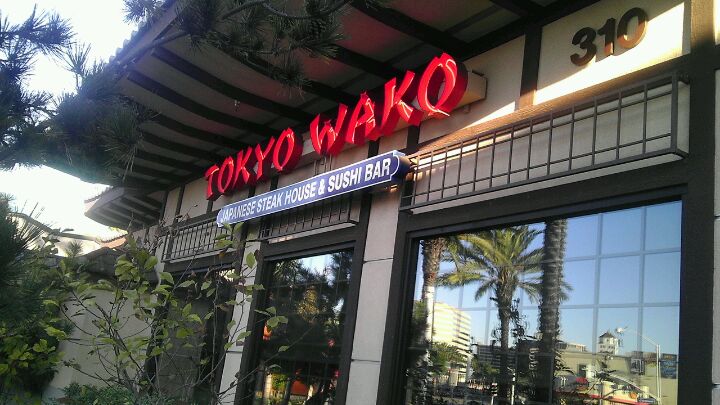 310
TOKYO WAKO
JAPANESE STEAK HOUSE & SUSHI BAR